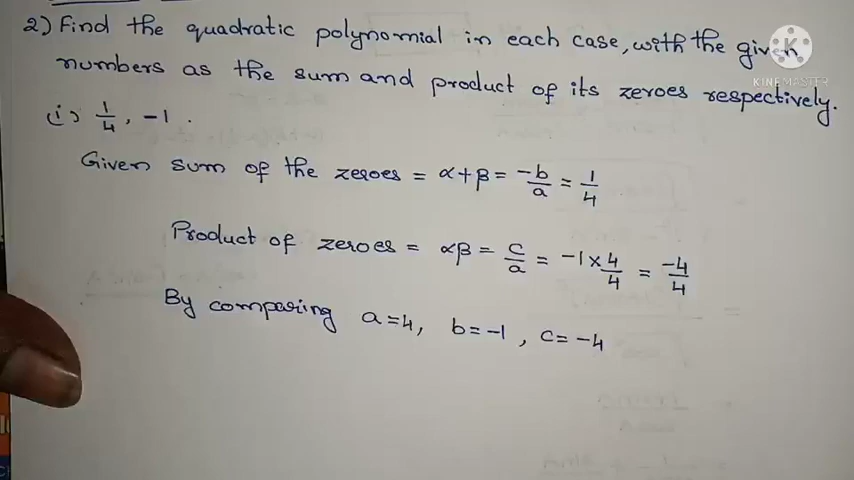 2) Find the quadratic polynomial in each case, with the given
numbers as the sum and product of its zeroes respectively.
(i) 1/4, -1.
Given sum of the zeroes = α+β = -b/a = 1/4
Product of zeroes = αβ = c/a = -1 × 4/4 = -4/4
By comparing a=4, b=-1, c=-4
KINEMASTER